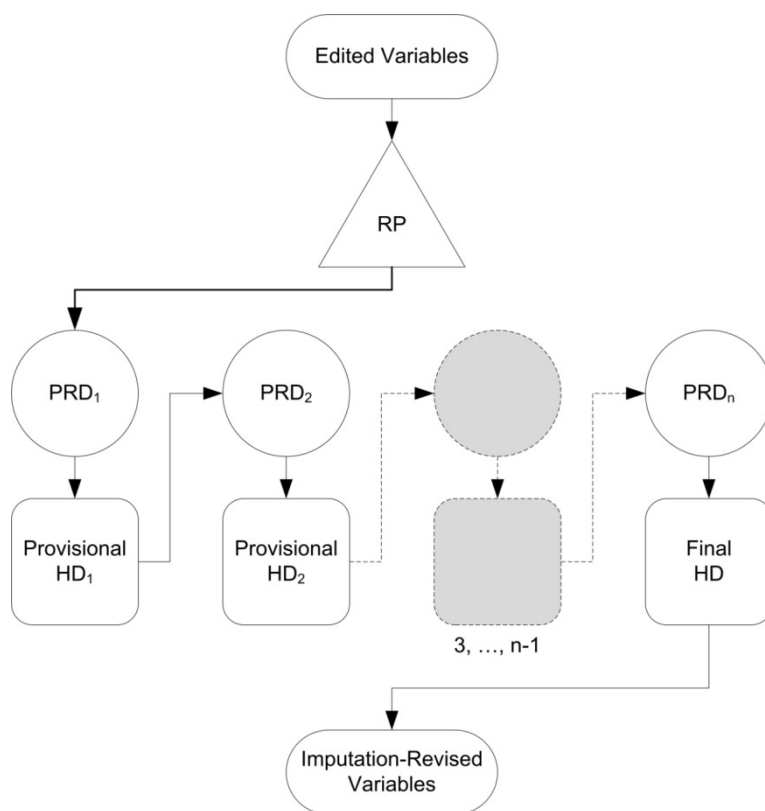 Edited Variables
RP
PRD₁
PRD₂
PRDₙ
Provisional
HD₁
Provisional
HD₂
Final
HD
3, …, n-1
Imputation-Revised
Variables